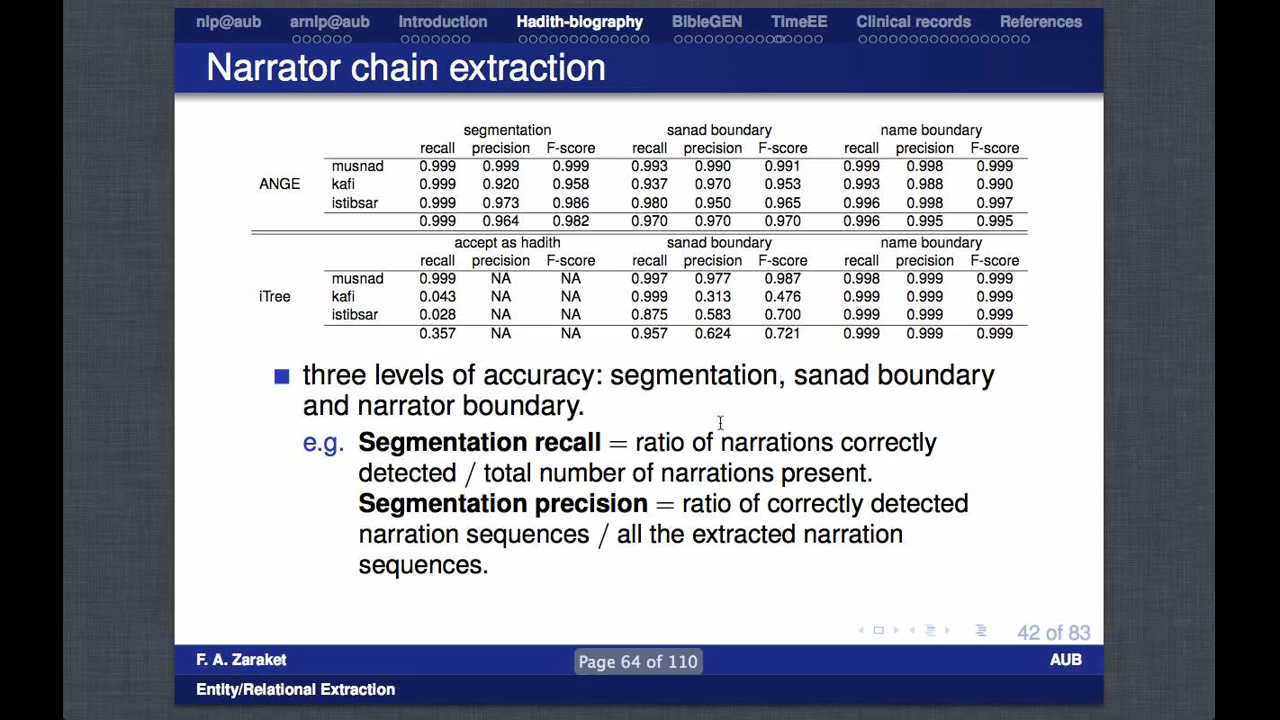 nlp@aub arnlp@aub Introduction Hadith-biography BibleGEN TimeEE Clinical records References
Narrator chain extraction
segmentation sanad boundary name boundary
recall precision F-score recall precision F-score recall precision F-score
musnad 0.999 0.999 0.999 0.993 0.990 0.991 0.999 0.998 0.999
ANGE kafi 0.999 0.920 0.958 0.937 0.970 0.953 0.993 0.988 0.990
istibsar 0.999 0.973 0.986 0.980 0.950 0.965 0.996 0.998 0.997
0.999 0.964 0.982 0.970 0.970 0.970 0.996 0.995 0.995
accept as hadith sanad boundary name boundary
recall precision F-score recall precision F-score recall precision F-score
musnad 0.999 NA NA 0.997 0.977 0.987 0.998 0.999 0.999
iTree kafi 0.043 NA NA 0.999 0.313 0.476 0.999 0.999 0.999
istibsar 0.028 NA NA 0.875 0.583 0.700 0.999 0.999 0.999
0.357 NA NA 0.957 0.624 0.721 0.999 0.999 0.999
three levels of accuracy: segmentation, sanad boundary
and narrator boundary.
e.g. Segmentation recall = ratio of narrations correctly
detected / total number of narrations present.
Segmentation precision = ratio of correctly detected
narration sequences / all the extracted narration
sequences.
42 of 83
F. A. Zaraket Page 64 of 110 AUB
Entity/Relational Extraction